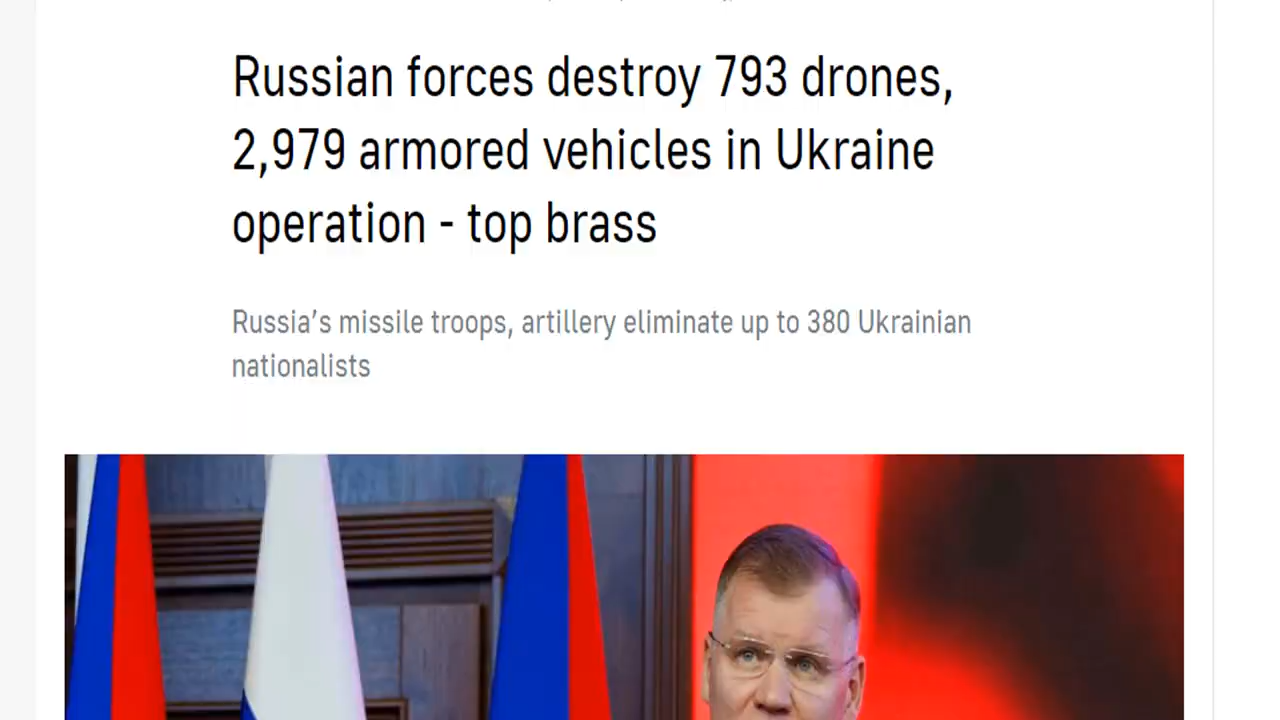 Russian forces destroy 793 drones,
2,979 armored vehicles in Ukraine
operation - top brass
Russia’s missile troops, artillery eliminate up to 380 Ukrainian
nationalists